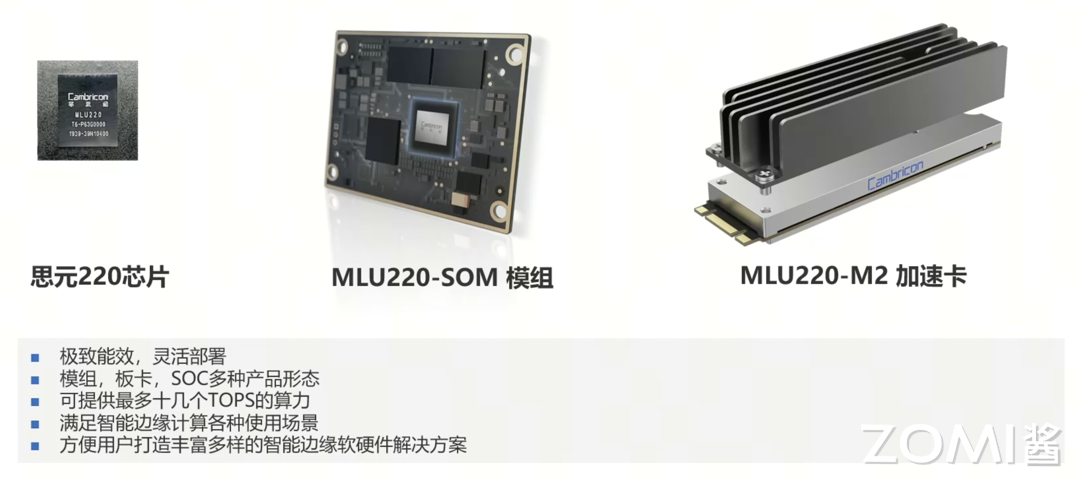 Cambricon
寒武纪
MLU220
Cambricon
Cambricon
思元220芯片
MLU220-SOM 模组
MLU220-M2 加速卡
极致能效，灵活部署
模组，板卡，SOC多种产品形态
可提供最多十几个TOPS的算力
满足智能边缘计算各种使用场景
方便用户打造丰富多样的智能边缘软硬件解决方案
ZOMI酱